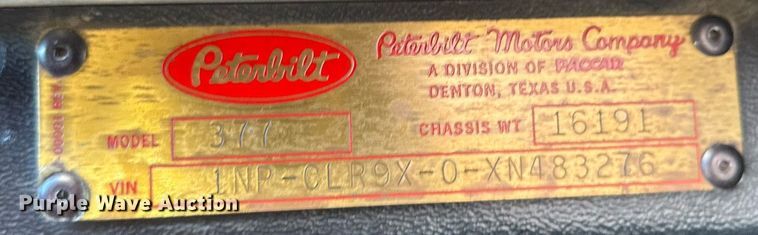 Peterbilt
Peterbilt Motors Company
A DIVISION OF PACCAR
DENTON, TEXAS U.S.A.
MODEL 377
CHASSIS WT 16191
VIN 1NP-CLR9X-0-XN483276
Purple Wave Auction